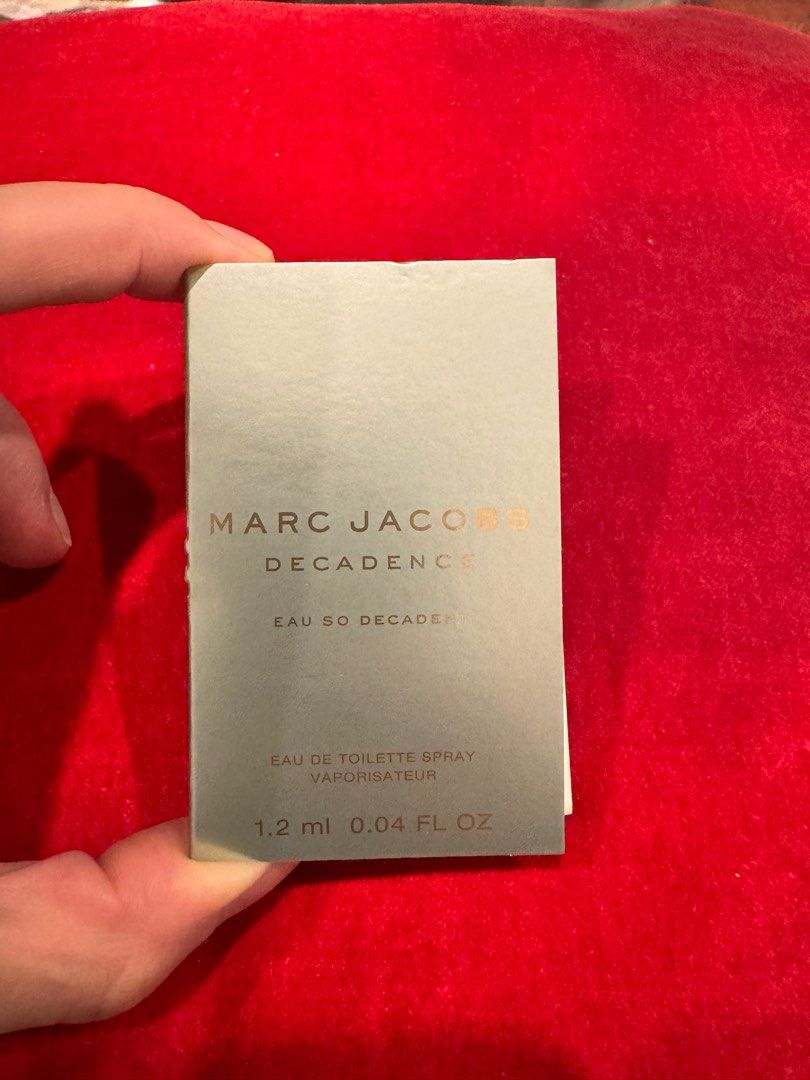 MARC JACOBS
DECADENCE
EAU SO DECADENT
EAU DE TOILETTE SPRAY
VAPORISATEUR
1.2 ml 0.04 FL OZ